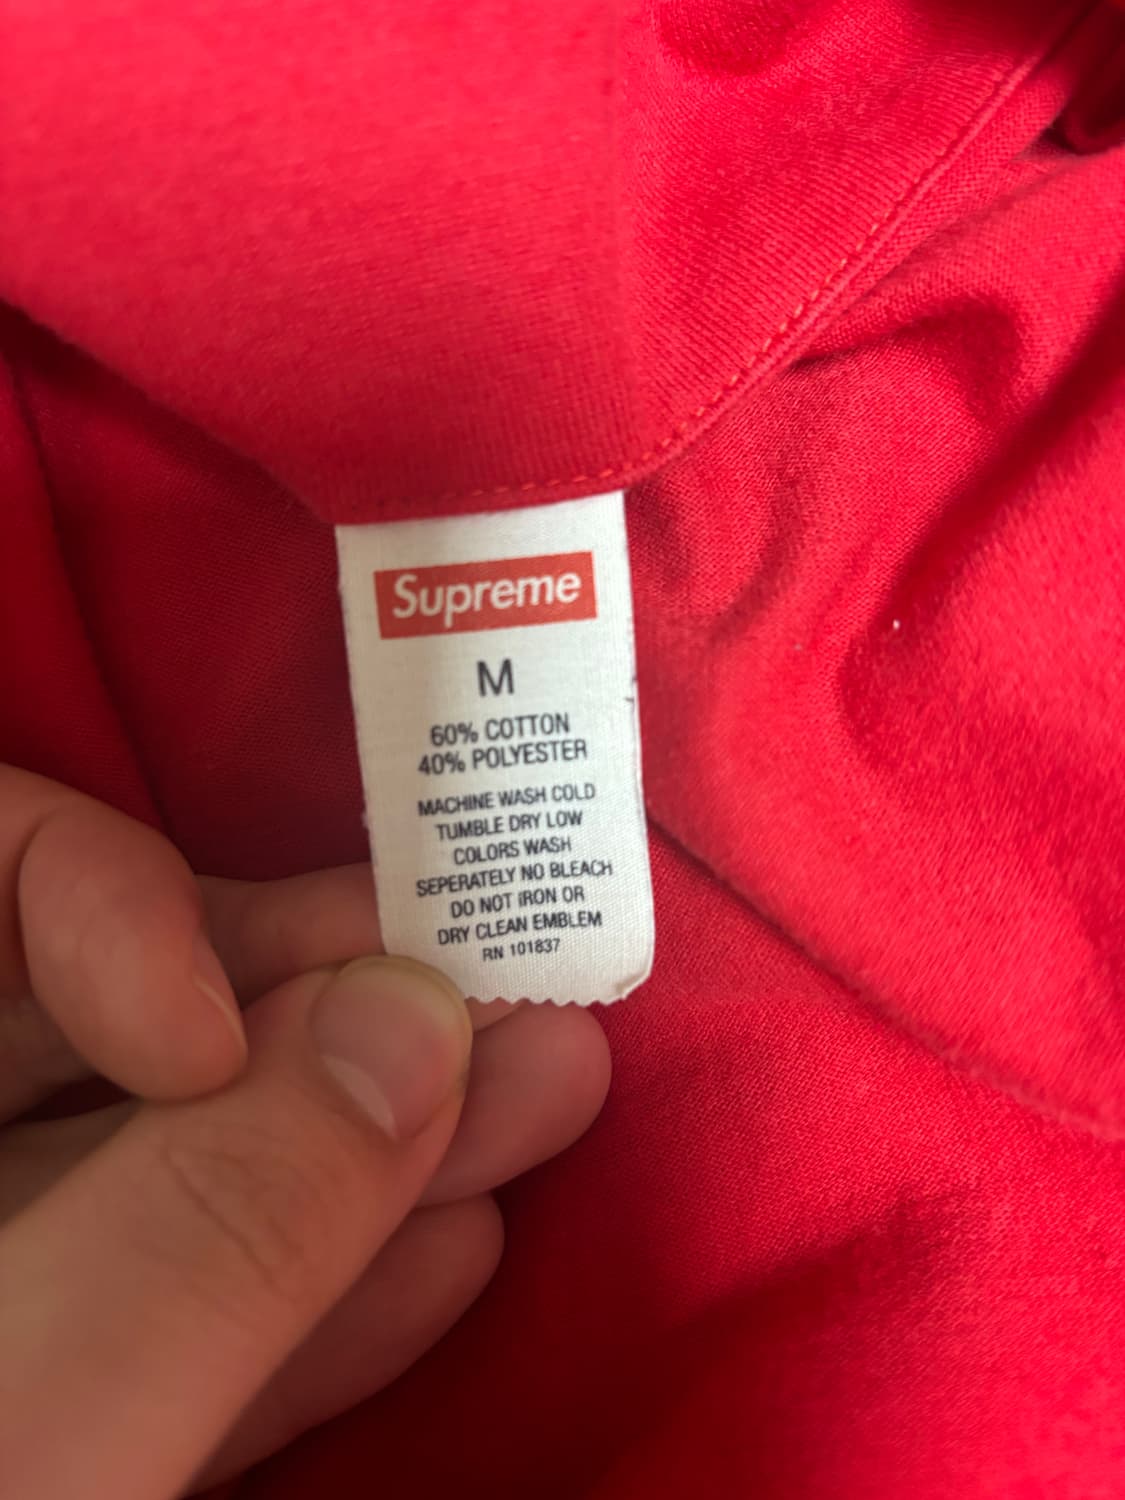 Supreme
M
60% COTTON
40% POLYESTER
MACHINE WASH COLD
TUMBLE DRY LOW
COLORS WASH
SEPERATELY NO BLEACH
DO NOT IRON OR
DRY CLEAN EMBLEM
RN 101837